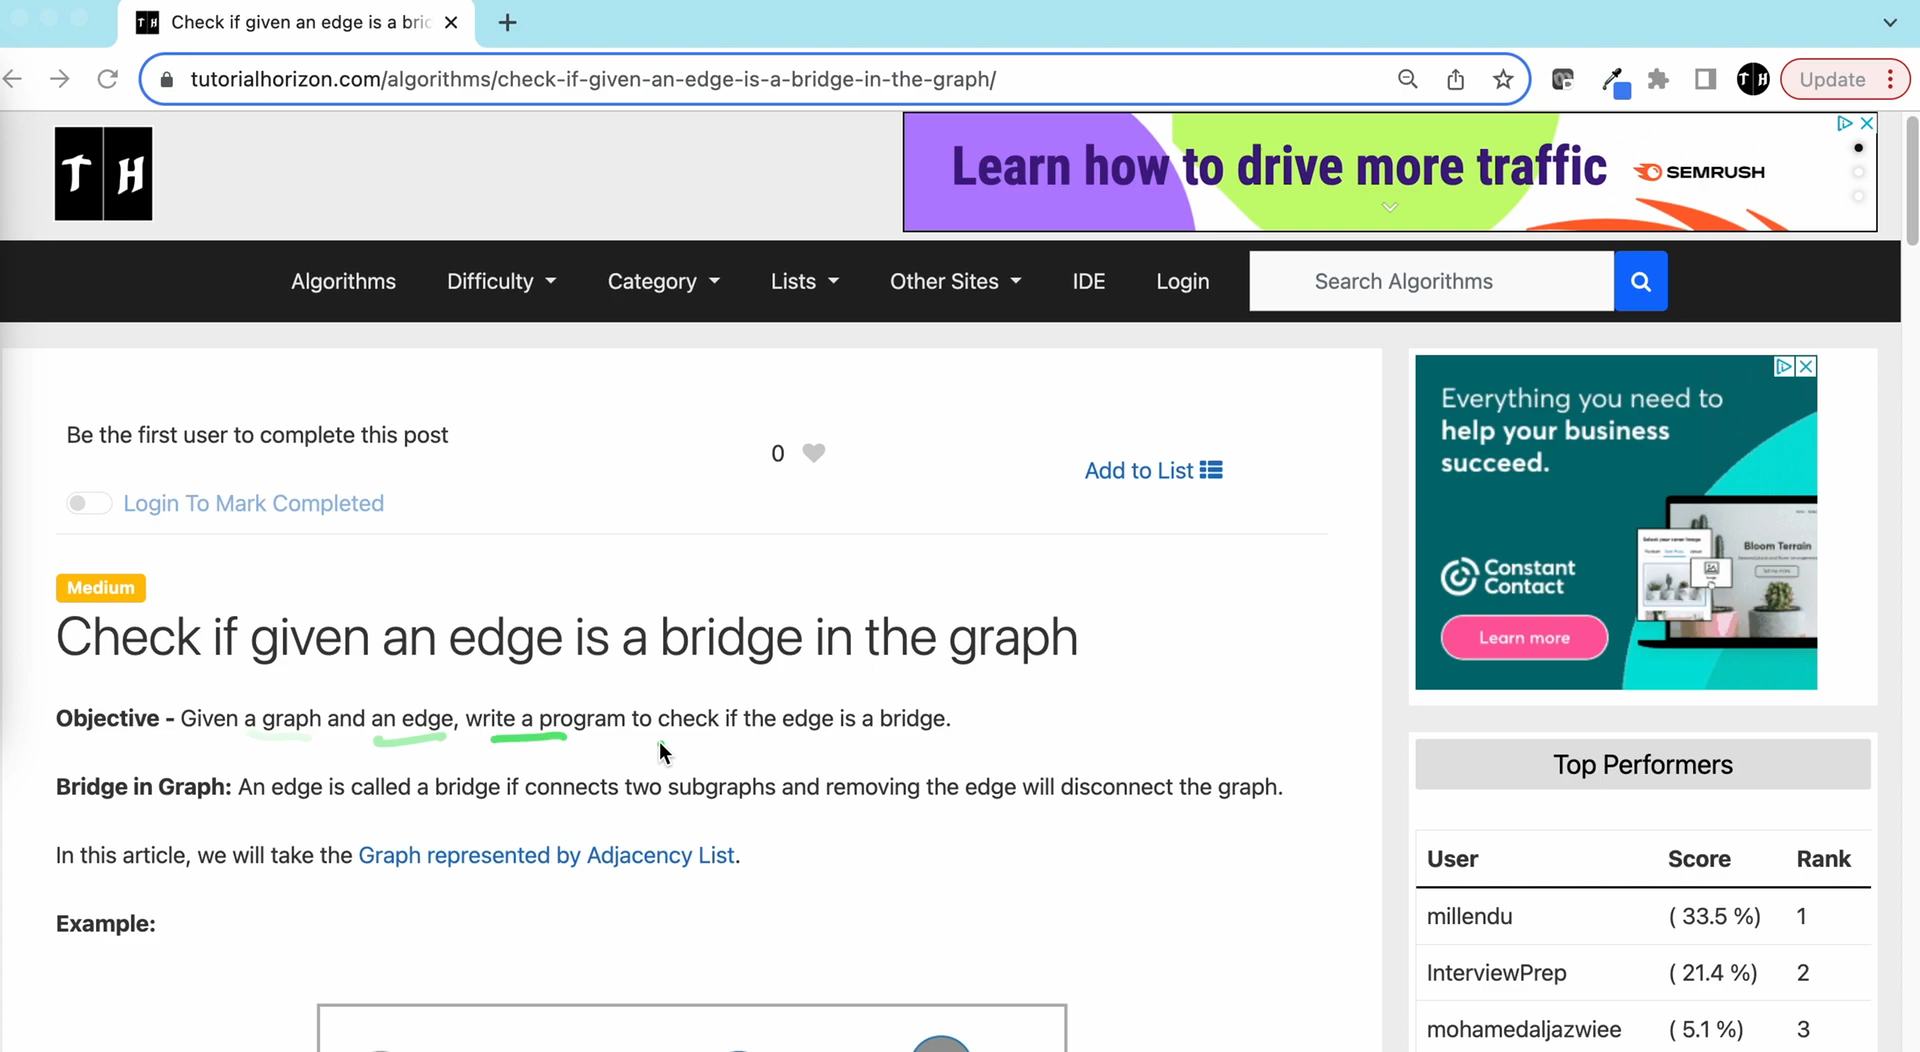 TH Check if given an edge is a bric
tutorialhorizon.com/algorithms/check-if-given-an-edge-is-a-bridge-in-the-graph/
TH
Update
T H
Learn how to drive more traffic
SEMRUSH
Algorithms Difficulty Category Lists Other Sites IDE Login
Search Algorithms
Be the first user to complete this post
0
Add to List
Login To Mark Completed
Medium
Check if given an edge is a bridge in the graph
Objective - Given a graph and an edge, write a program to check if the edge is a bridge.
Bridge in Graph: An edge is called a bridge if connects two subgraphs and removing the edge will disconnect the graph.
In this article, we will take the Graph represented by Adjacency List.
Example:
Everything you need to
help your business
succeed.
Constant
Contact
Learn more
Bloom Terrain
Top Performers
User Score Rank
millendu ( 33.5 %) 1
InterviewPrep ( 21.4 %) 2
mohamedaljazwiee ( 5.1 %) 3